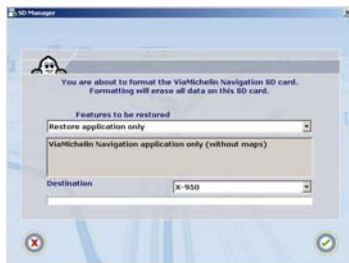 SD Manager
You are about to format the ViaMichelin Navigation SD card.
Formatting will erase all data on this SD card.
Features to be restored
Restore application only
ViaMichelin Navigation application only (without maps)
Destination
X-950